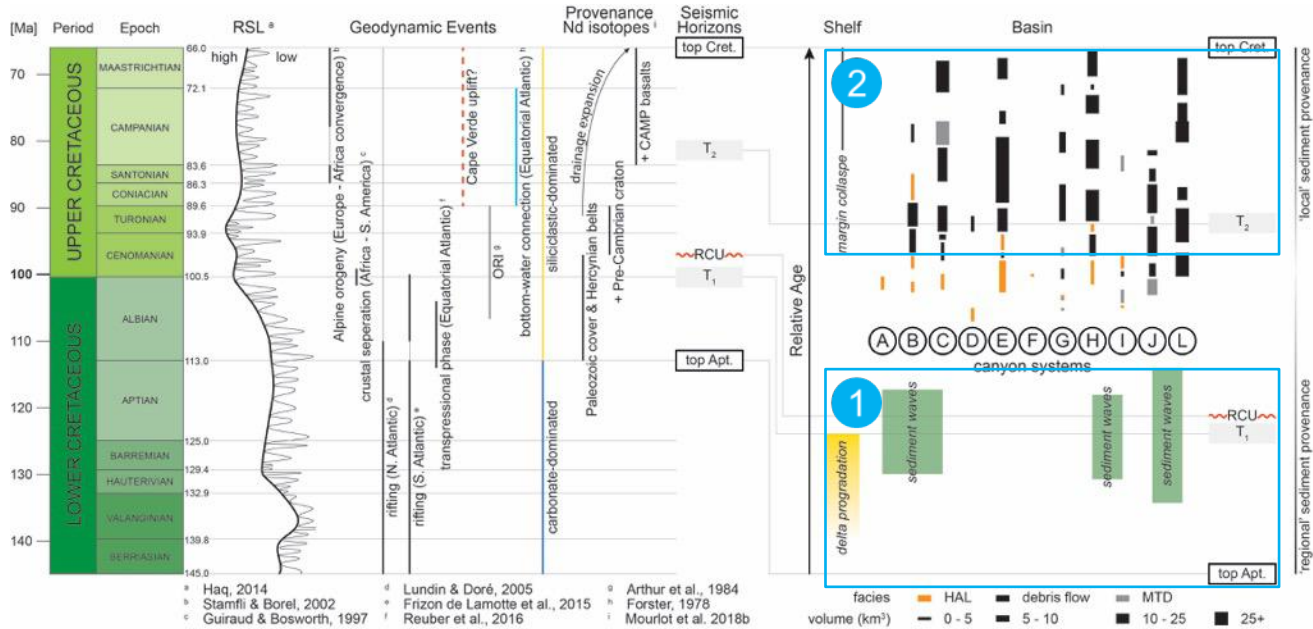 [Ma] Period Epoch RSL a Geodynamic Events Provenance Nd isotopes i Seismic Horizons Shelf Basin
high low
66.0
MAASTRICHTIAN
70
72.1
CAMPANIAN
80
83.6
SANTONIAN
86.3
CONIACIAN
89.6
90
TURONIAN
93.9
CENOMANIAN
100
100.5
ALBIAN
110
113.0
APTIAN
120
125.0
BARREMIAN
129.4
130
HAUTERIVIAN
132.9
VALANGINIAN
139.8
140
BERRIASIAN
145.0
UPPER CRETACEOUS
LOWER CRETACEOUS
Alpine orogeny (Europe - Africa convergence) b
crustal seperation (Africa - S. America) c
rifting (N. Atlantic) d
rifting (S. Atlantic) e
transpressional phase (Equatorial Atlantic) f
Cape Verde uplift?
ORI g
bottom-water connection (Equatorial Atlantic) h
siliciclastic-dominated
carbonate-dominated
drainage expansion
Paleozoic cover & Hercynian belts
+ Pre-Cambrian craton
+ CAMP basalts
top Cret.
T2
RCU
T1
top Apt.
Relative Age
2
margin collaspe
top Cret.
T2
A B C D E F G H I J L
canyon systems
1
delta progradation
sediment waves
sediment waves
sediment waves
RCU
T1
top Apt.
'local' sediment provenance
'regional' sediment provenance
a Haq, 2014
b Stamfli & Borel, 2002
c Guiraud & Bosworth, 1997
d Lundin & Doré, 2005
e Frizon de Lamotte et al., 2015
f Reuber et al., 2016
g Arthur et al., 1984
h Forster, 1978
i Mourlot et al. 2018b
facies HAL debris flow MTD
volume (km³) 0 - 5 5 - 10 10 - 25 25+